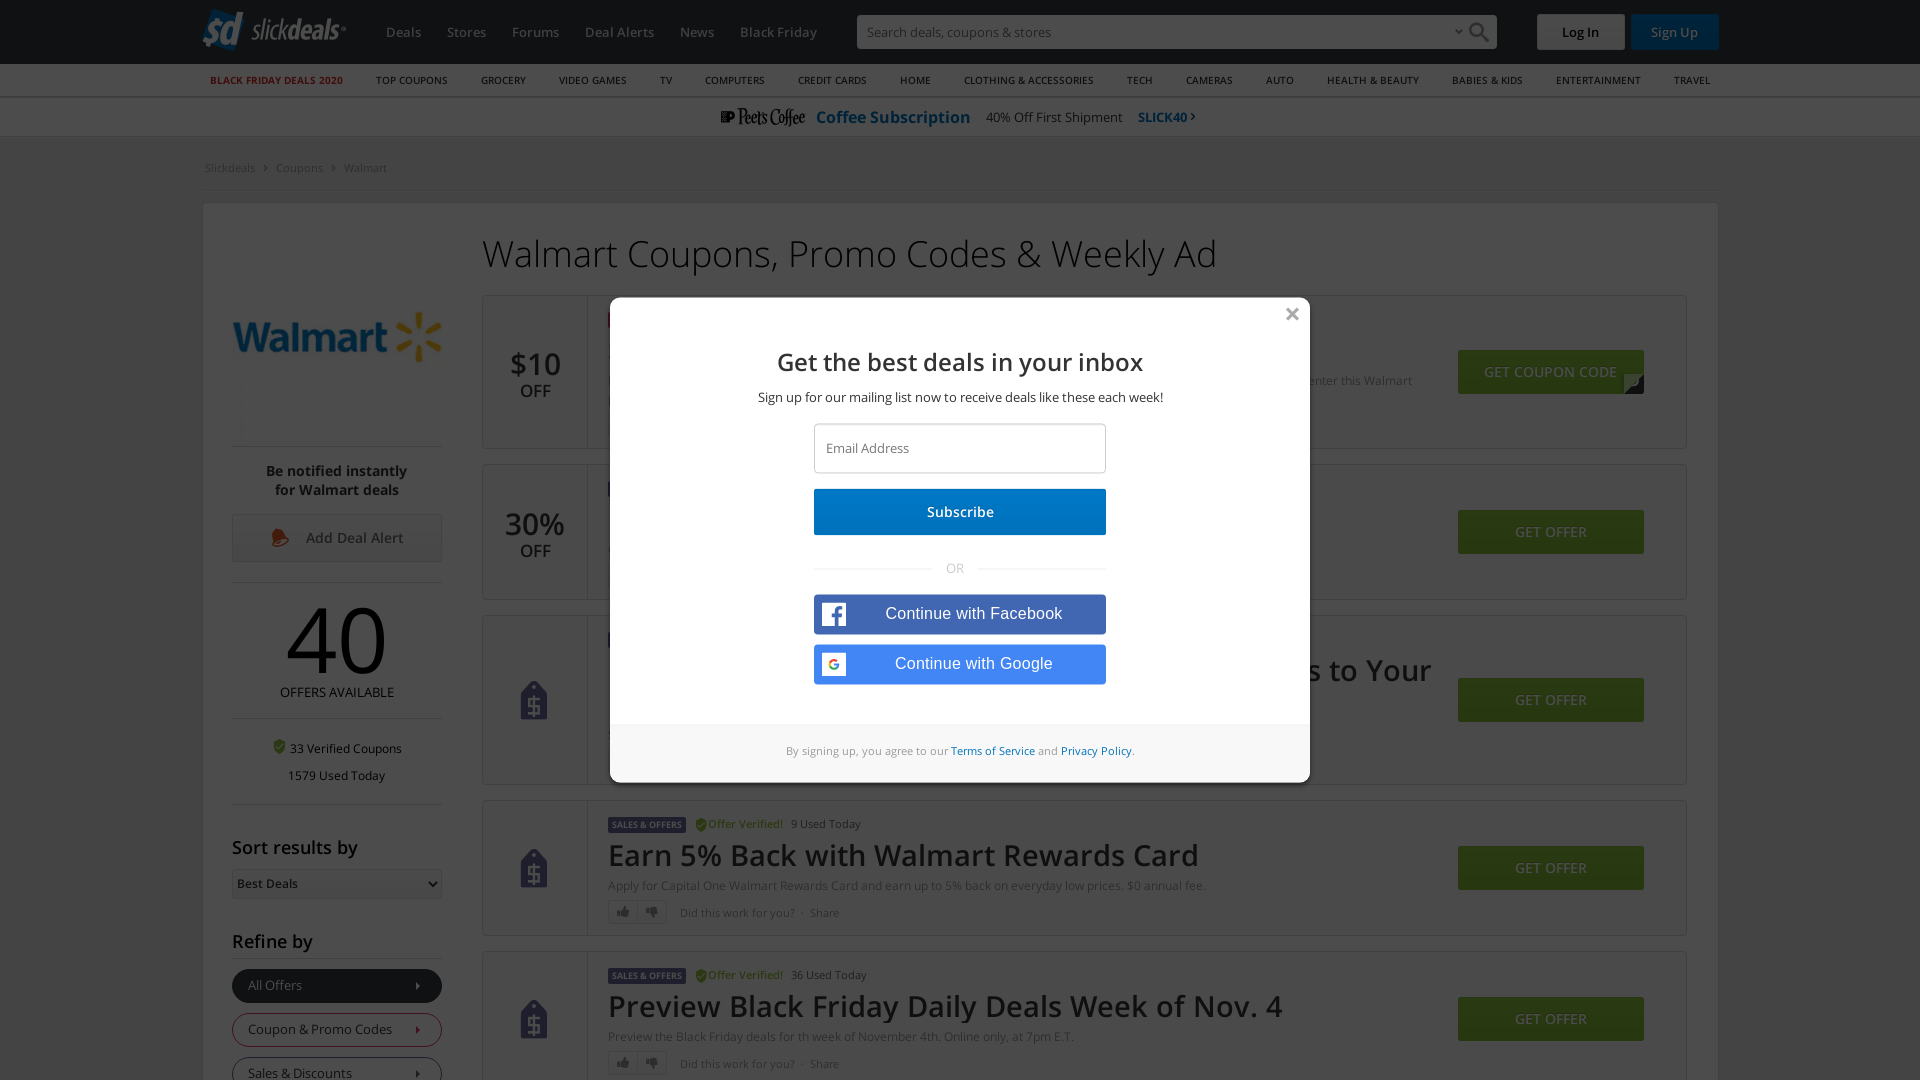 sd slickdeals
Deals
Stores
Forums
Deal Alerts
News
Black Friday
Search deals, coupons & stores
Log In
Sign Up
BLACK FRIDAY DEALS 2020
TOP COUPONS
GROCERY
VIDEO GAMES
TV
COMPUTERS
CREDIT CARDS
HOME
CLOTHING & ACCESSORIES
TECH
CAMERAS
AUTO
HEALTH & BEAUTY
BABIES & KIDS
ENTERTAINMENT
TRAVEL
Peet's Coffee Coffee Subscription 40% Off First Shipment SLICK40
Slickdeals Coupons Walmart
Walmart Coupons, Promo Codes & Weekly Ad
Walmart
Be notified instantly
for Walmart deals
Add Deal Alert
40
OFFERS AVAILABLE
33 Verified Coupons
1579 Used Today
Sort results by
Best Deals
Refine by
All Offers
Coupon & Promo Codes
Sales & Discounts
$10
OFF
enter this Walmart
GET COUPON CODE
30%
OFF
GET OFFER
s to Your
GET OFFER
SALES & OFFERS Offer Verified! 9 Used Today
Earn 5% Back with Walmart Rewards Card
Apply for Capital One Walmart Rewards Card and earn up to 5% back on everyday low prices. $0 annual fee.
Did this work for you? · Share
GET OFFER
SALES & OFFERS Offer Verified! 36 Used Today
Preview Black Friday Daily Deals Week of Nov. 4
Preview the Black Friday deals for th week of November 4th. Online only, at 7pm E.T.
Did this work for you? · Share
GET OFFER
Get the best deals in your inbox
Sign up for our mailing list now to receive deals like these each week!
Email Address
Subscribe
OR
Continue with Facebook
Continue with Google
By signing up, you agree to our Terms of Service and Privacy Policy.